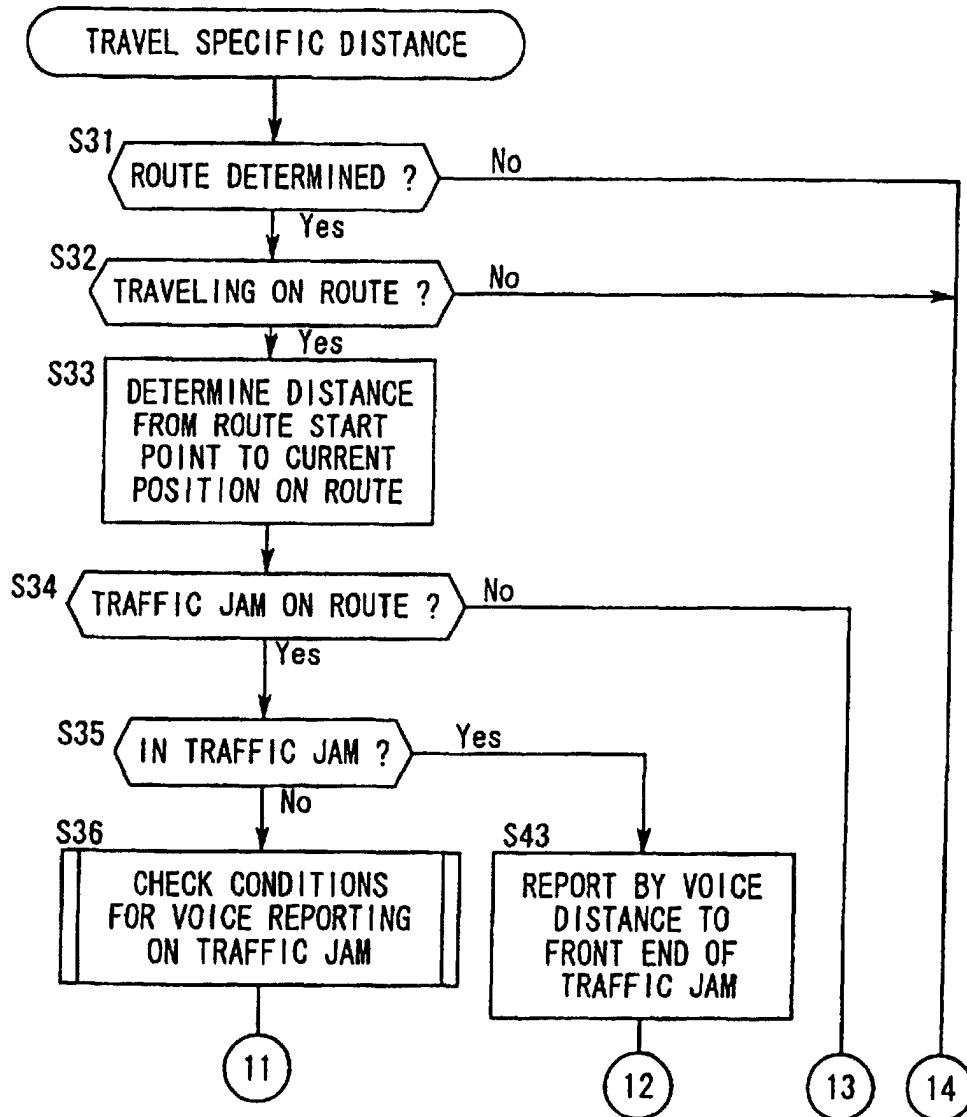 TRAVEL SPECIFIC DISTANCE
S31
ROUTE DETERMINED ?
No
Yes
S32
TRAVELING ON ROUTE ?
No
Yes
S33
DETERMINE DISTANCE
FROM ROUTE START
POINT TO CURRENT
POSITION ON ROUTE
S34
TRAFFIC JAM ON ROUTE ?
No
Yes
S35
IN TRAFFIC JAM ?
Yes
No
S36
CHECK CONDITIONS
FOR VOICE REPORTING
ON TRAFFIC JAM
S43
REPORT BY VOICE
DISTANCE TO
FRONT END OF
TRAFFIC JAM
11
12
13
14